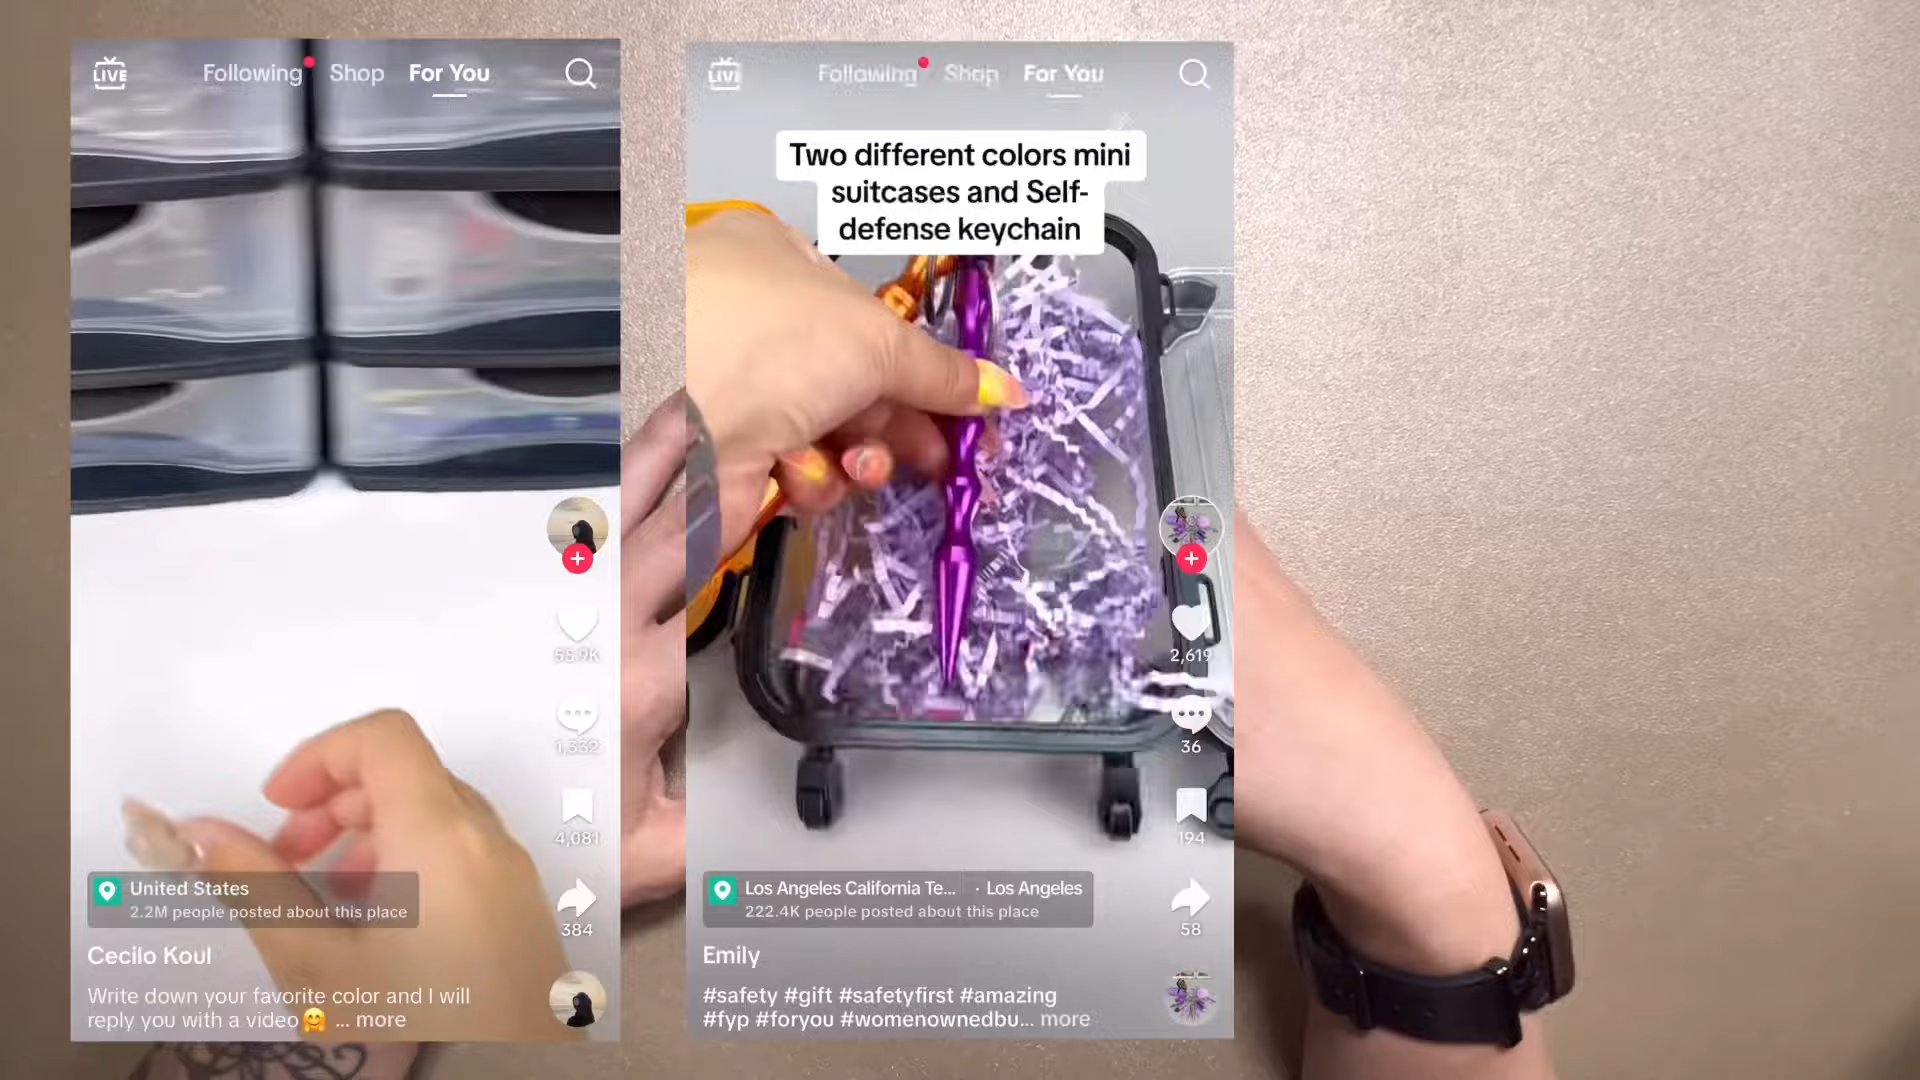 LIVE
Following Shop For You
55.9K
1,332
4,081
United States
2.2M people posted about this place
384
Cecilo Koul
Write down your favorite color and I will
reply you with a video🤗 ... more
LIVE
Following Shop For You
Two different colors mini
suitcases and Self-
defense keychain
2,619
36
194
Los Angeles California Te... · Los Angeles
222.4K people posted about this place
58
Emily
#safety #gift #safetyfirst #amazing
#fyp #foryou #womenownedbu... more